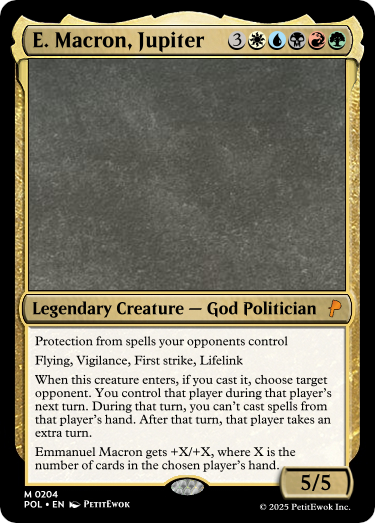 E. Macron, Jupiter 3
Legendary Creature — God Politician
Protection from spells your opponents control
Flying, Vigilance, First strike, Lifelink
When this creature enters, if you cast it, choose target
opponent. You control that player during that player's
next turn. During that turn, you can't cast spells from
that player's hand. After that turn, that player takes an
extra turn.
Emmanuel Macron gets +X/+X, where X is the
number of cards in the chosen player's hand.
5/5
M 0204
POL • EN PetitEwok
© 2025 PetitEwok Inc.